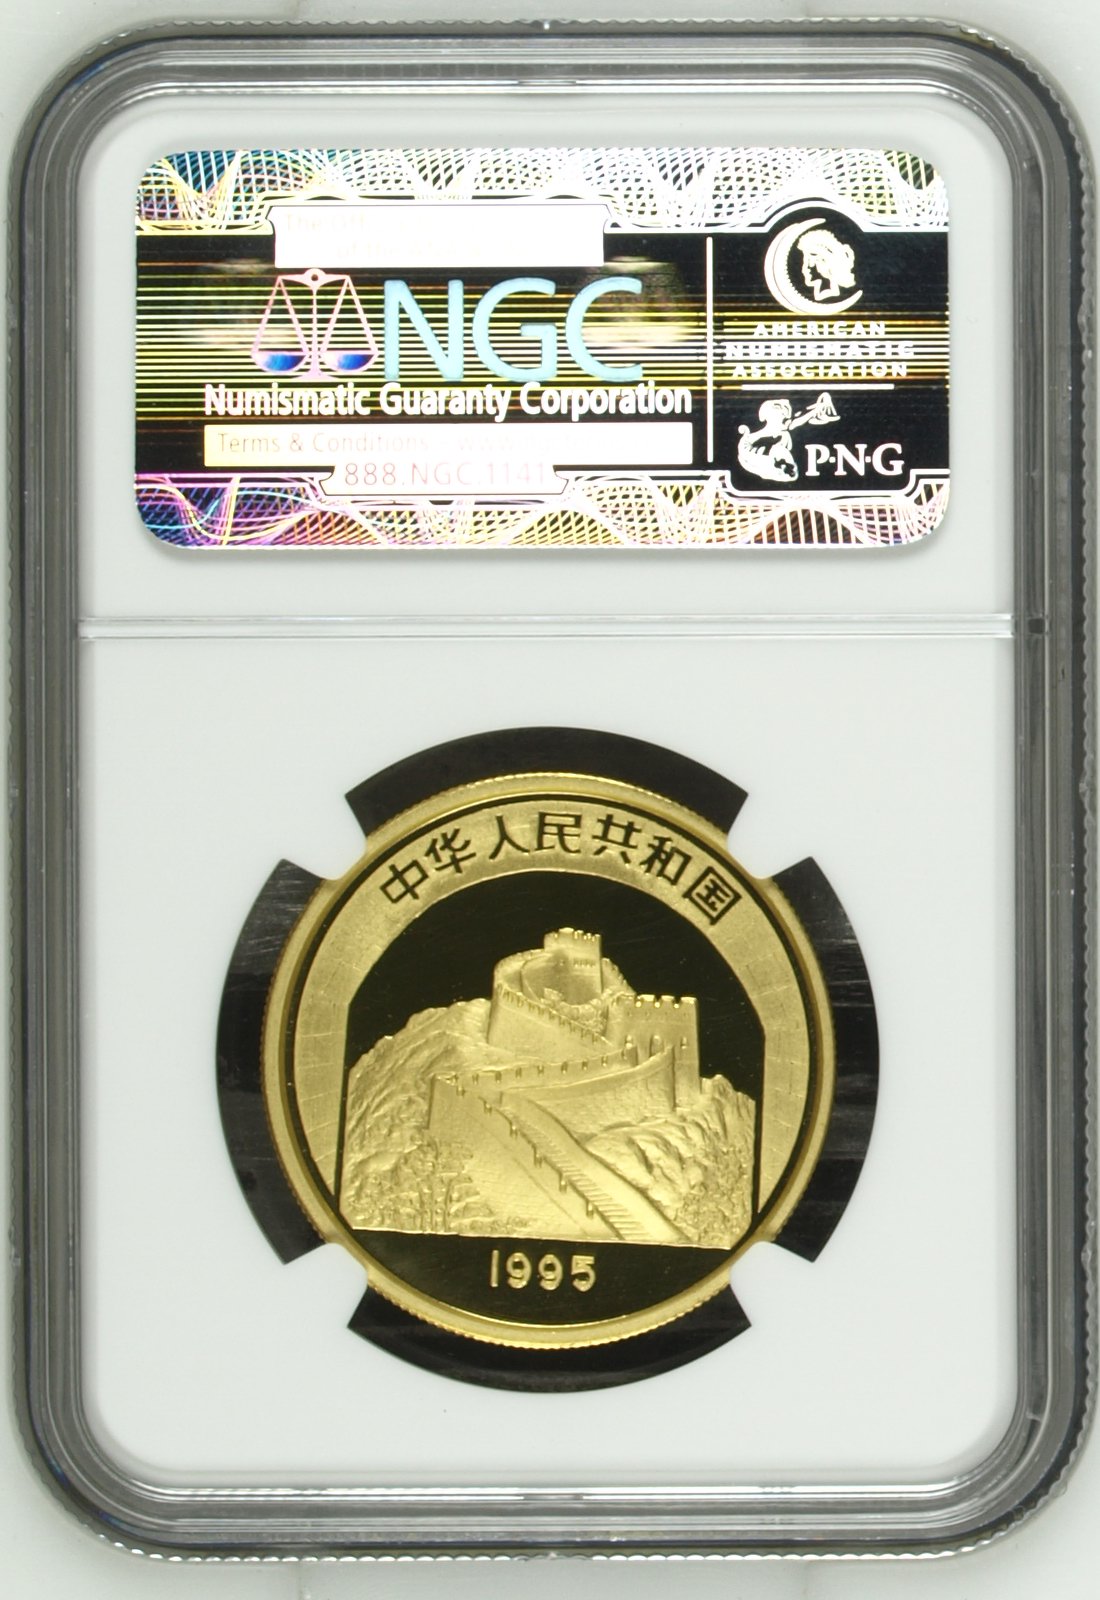 NGC
Numismatic Guaranty Corporation
Terms & Conditions
888.NGC.1141
AMERICAN
NUMISMATIC
ASSOCIATION
P·N·G
中华人民共和国
1995